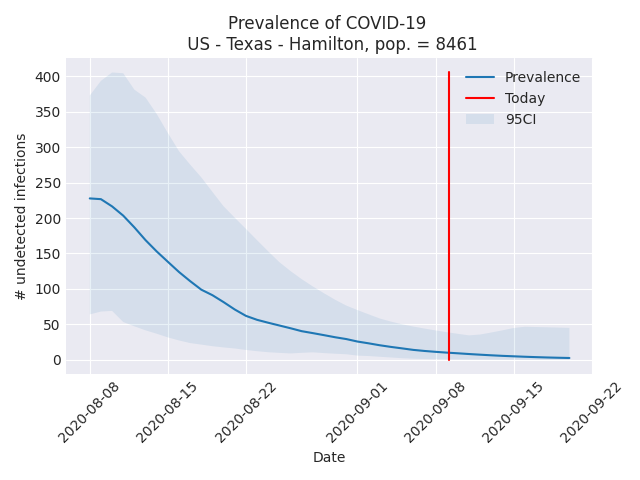 Prevalence of COVID-19
US - Texas - Hamilton, pop. = 8461
Prevalence
Today
95CI
# undetected infections
400
350
300
250
200
150
100
50
0
2020-08-08
2020-08-15
2020-08-22
2020-09-01
2020-09-08
2020-09-15
2020-09-22
Date